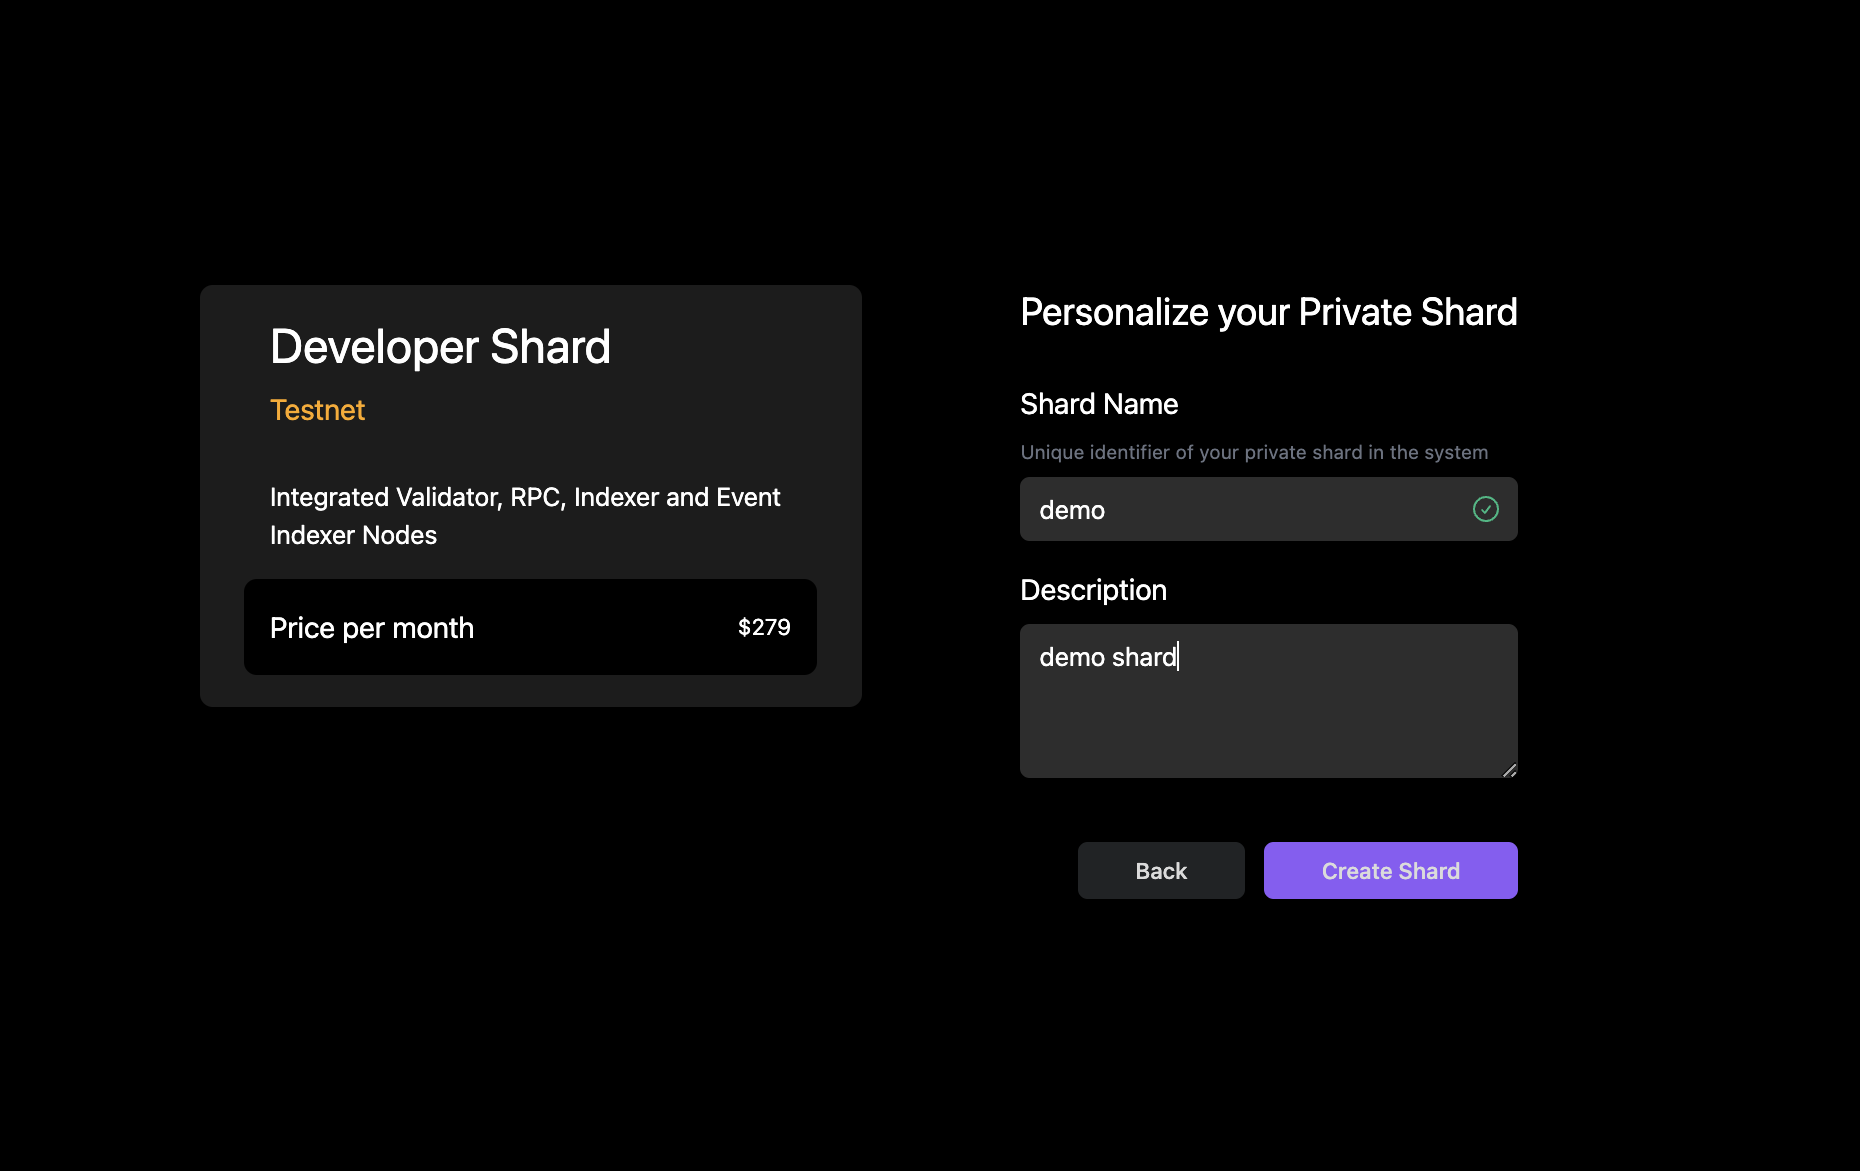 Developer Shard
Testnet
Integrated Validator, RPC, Indexer and Event
Indexer Nodes
Price per month
$279
Personalize your Private Shard
Shard Name
Unique identifier of your private shard in the system
demo
Description
demo shard
Back
Create Shard